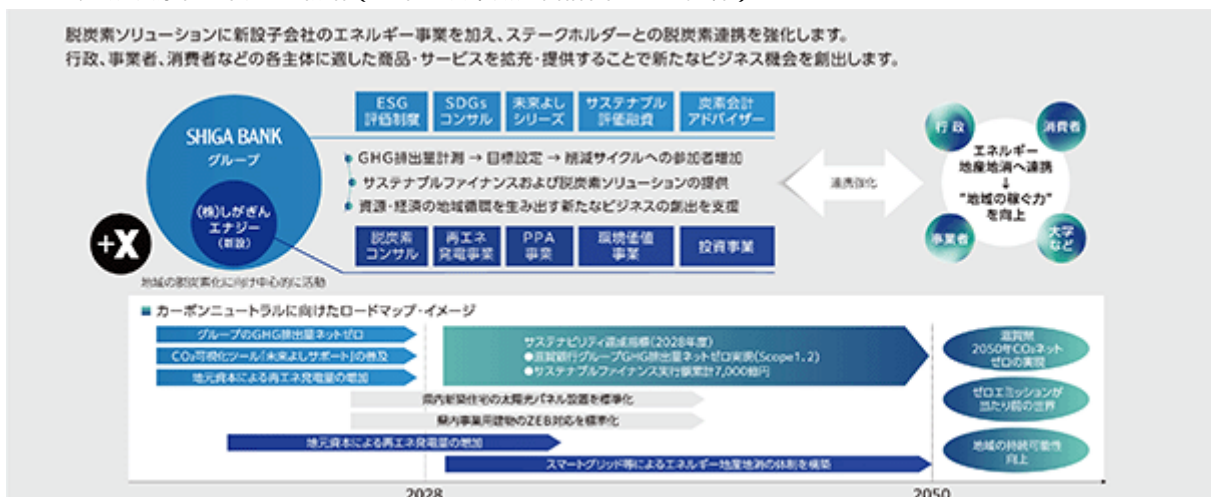 脱炭素ソリューションに新設子会社のエネルギー事業を加え、ステークホルダーとの脱炭素連携を強化します。
行政、事業者、消費者などの各主体に適した商品・サービスを拡充・提供することで新たなビジネス機会を創出します。
SHIGA BANK
グループ
(株)しがぎん
エナジー
(新設)
+X
地域の脱炭素化に向け中心的に活動
ESG
評価制度
SDGs
コンサル
未来よし
シリーズ
サステナブル
評価融資
炭素会計
アドバイザー
• GHG排出量計測 → 目標設定 → 削減サイクルへの参加者増加
• サステナブルファイナンスおよび脱炭素ソリューションの提供
• 資源・経済の地域循環を生み出す新たなビジネスの創出を支援
脱炭素
コンサル
再エネ
発電事業
PPA
事業
環境価値
事業
投資事業
連携強化
行政
消費者
エネルギー
地産地消へ連携
↓
"地域の稼ぐ力"
を向上
事業者
大学
など
■ カーボンニュートラルに向けたロードマップ・イメージ
グループのGHG排出量ネットゼロ
CO₂可視化ツール「未来よしサポート」の普及
地元資本による再エネ発電量の増加
サステナビリティ達成指標(2028年度)
●滋賀銀行グループGHG排出量ネットゼロ実現(Scope1、2)
●サステナブルファイナンス実行額累計7,000億円
県内新築住宅の太陽光パネル設置を標準化
県内事業用建物のZEB対応を標準化
地元資本による再エネ発電量の増加
スマートグリッド等によるエネルギー地産地消の体制を構築
滋賀県
2050年CO₂ネット
ゼロの実現
ゼロエミッションが
当たり前の世界
地域の持続可能性
向上
2028
2050